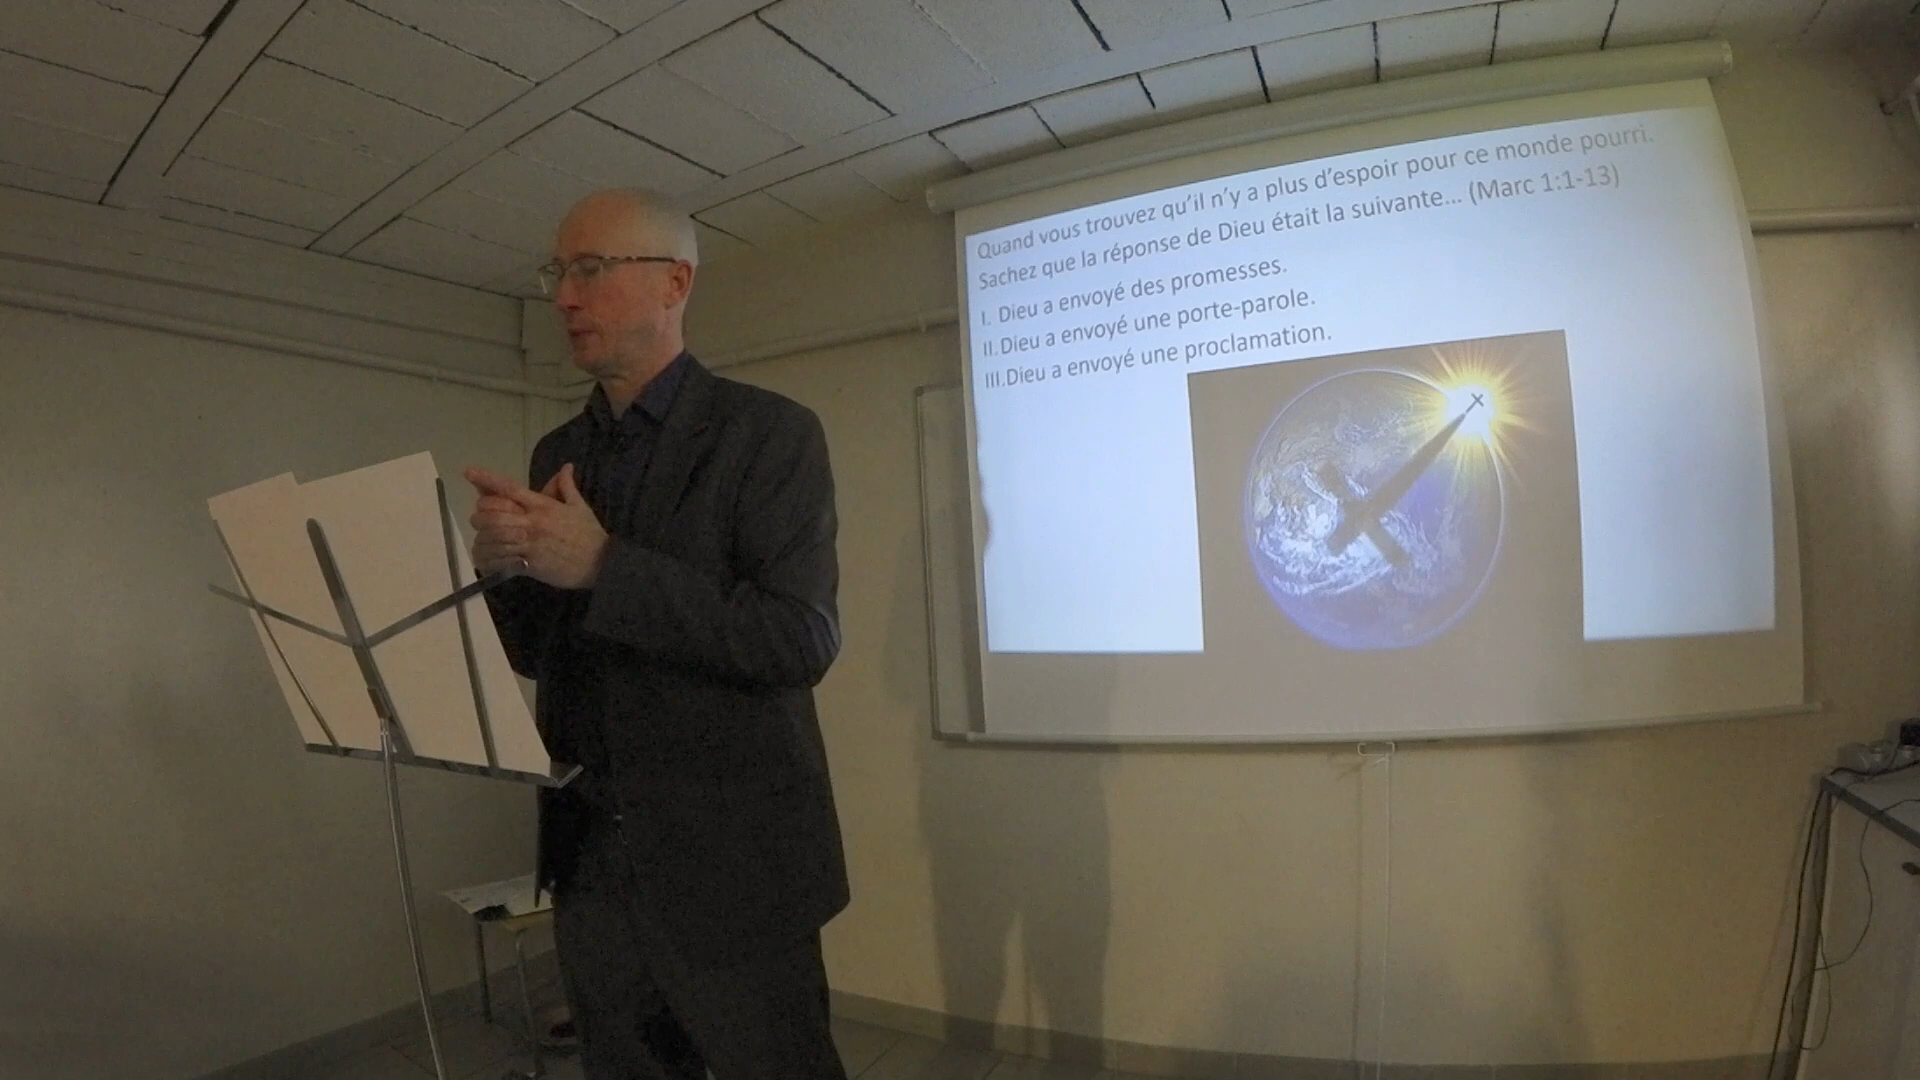 Quand vous trouvez qu'il n'y a plus d'espoir pour ce monde pourri.
Sachez que la réponse de Dieu était la suivante... (Marc 1:1-13)
I. Dieu a envoyé des promesses.
II. Dieu a envoyé une porte-parole.
III. Dieu a envoyé une proclamation.